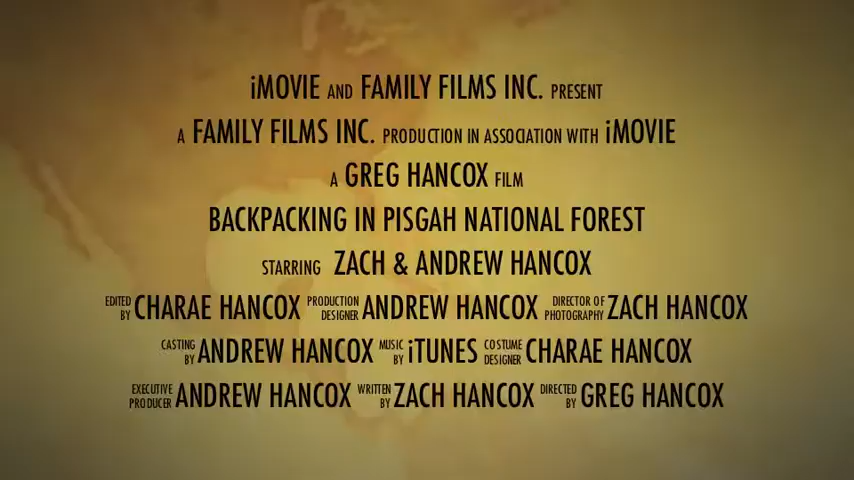 iMOVIE AND FAMILY FILMS INC. PRESENT
A FAMILY FILMS INC. PRODUCTION IN ASSOCIATION WITH iMOVIE
A GREG HANCOX FILM
BACKPACKING IN PISGAH NATIONAL FOREST
STARRING ZACH & ANDREW HANCOX
EDITED BY CHARAE HANCOX PRODUCTION DESIGNER ANDREW HANCOX DIRECTOR OF PHOTOGRAPHY ZACH HANCOX
CASTING BY ANDREW HANCOX MUSIC BY iTUNES COSTUME DESIGNER CHARAE HANCOX
EXECUTIVE PRODUCER ANDREW HANCOX WRITTEN BY ZACH HANCOX DIRECTED BY GREG HANCOX